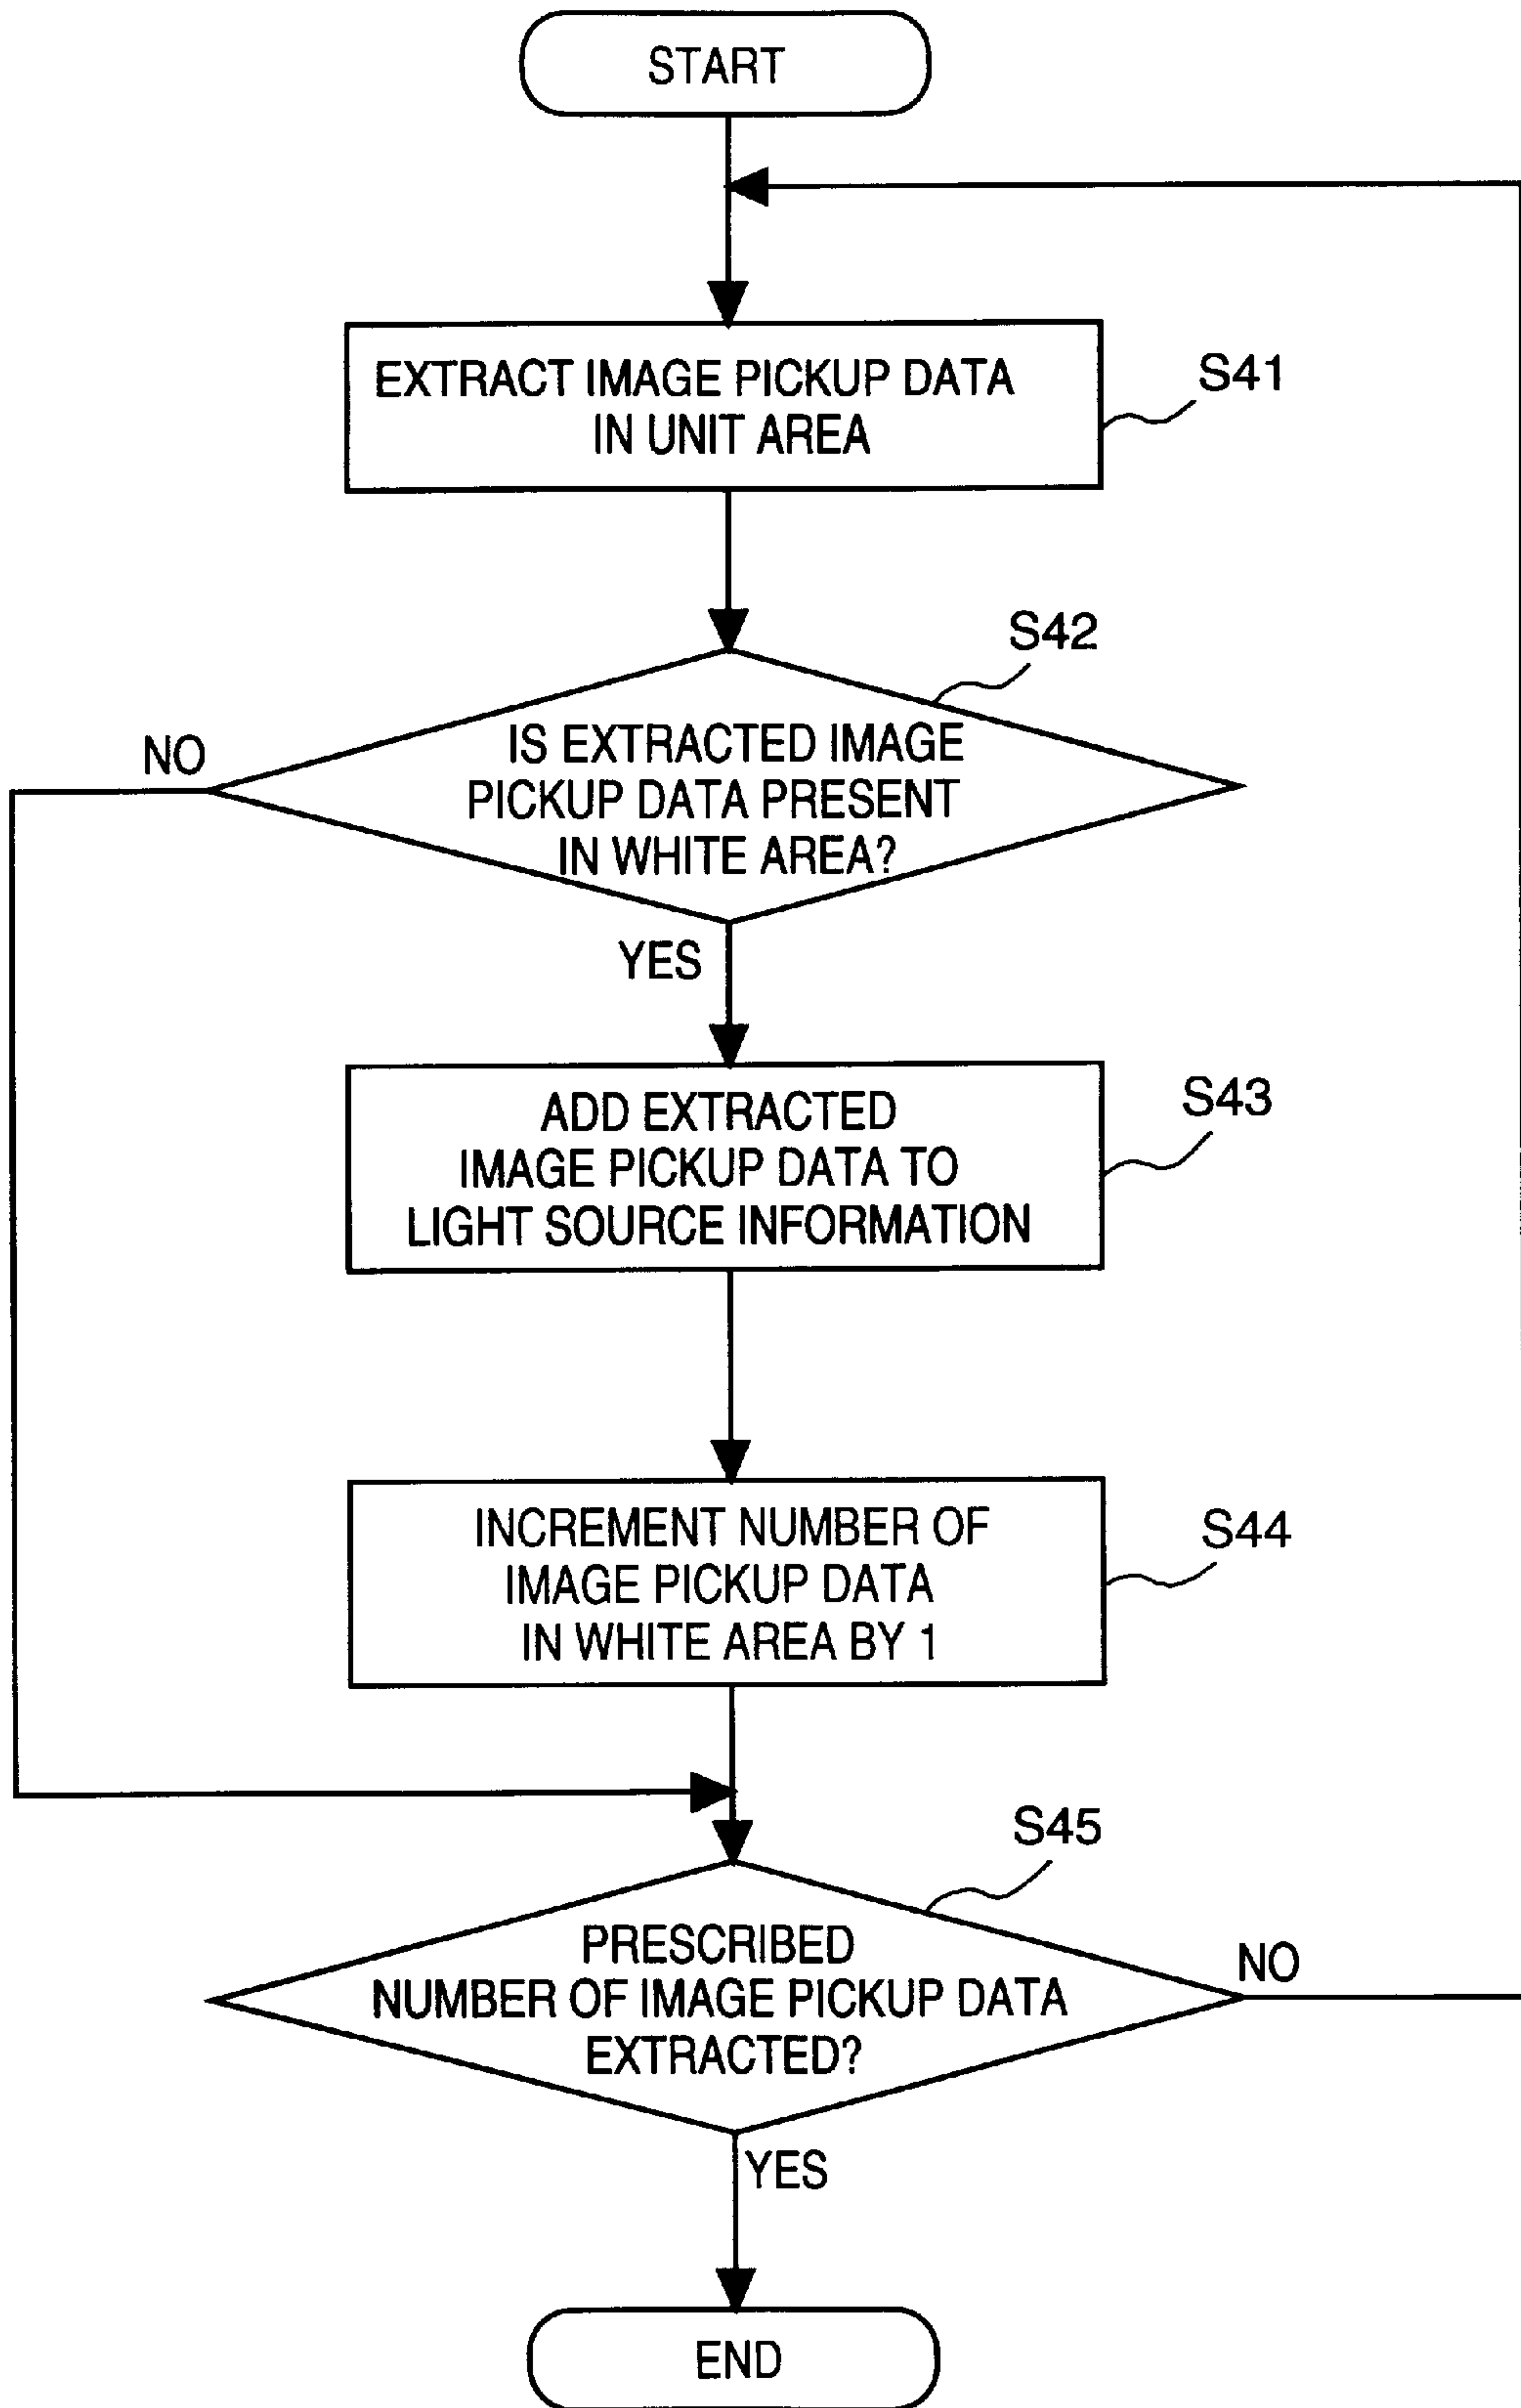 START
EXTRACT IMAGE PICKUP DATA
IN UNIT AREA
S41
S42
NO
IS EXTRACTED IMAGE
PICKUP DATA PRESENT
IN WHITE AREA?
YES
ADD EXTRACTED
IMAGE PICKUP DATA TO
LIGHT SOURCE INFORMATION
S43
INCREMENT NUMBER OF
IMAGE PICKUP DATA
IN WHITE AREA BY 1
S44
S45
PRESCRIBED
NUMBER OF IMAGE PICKUP DATA
EXTRACTED?
NO
YES
END